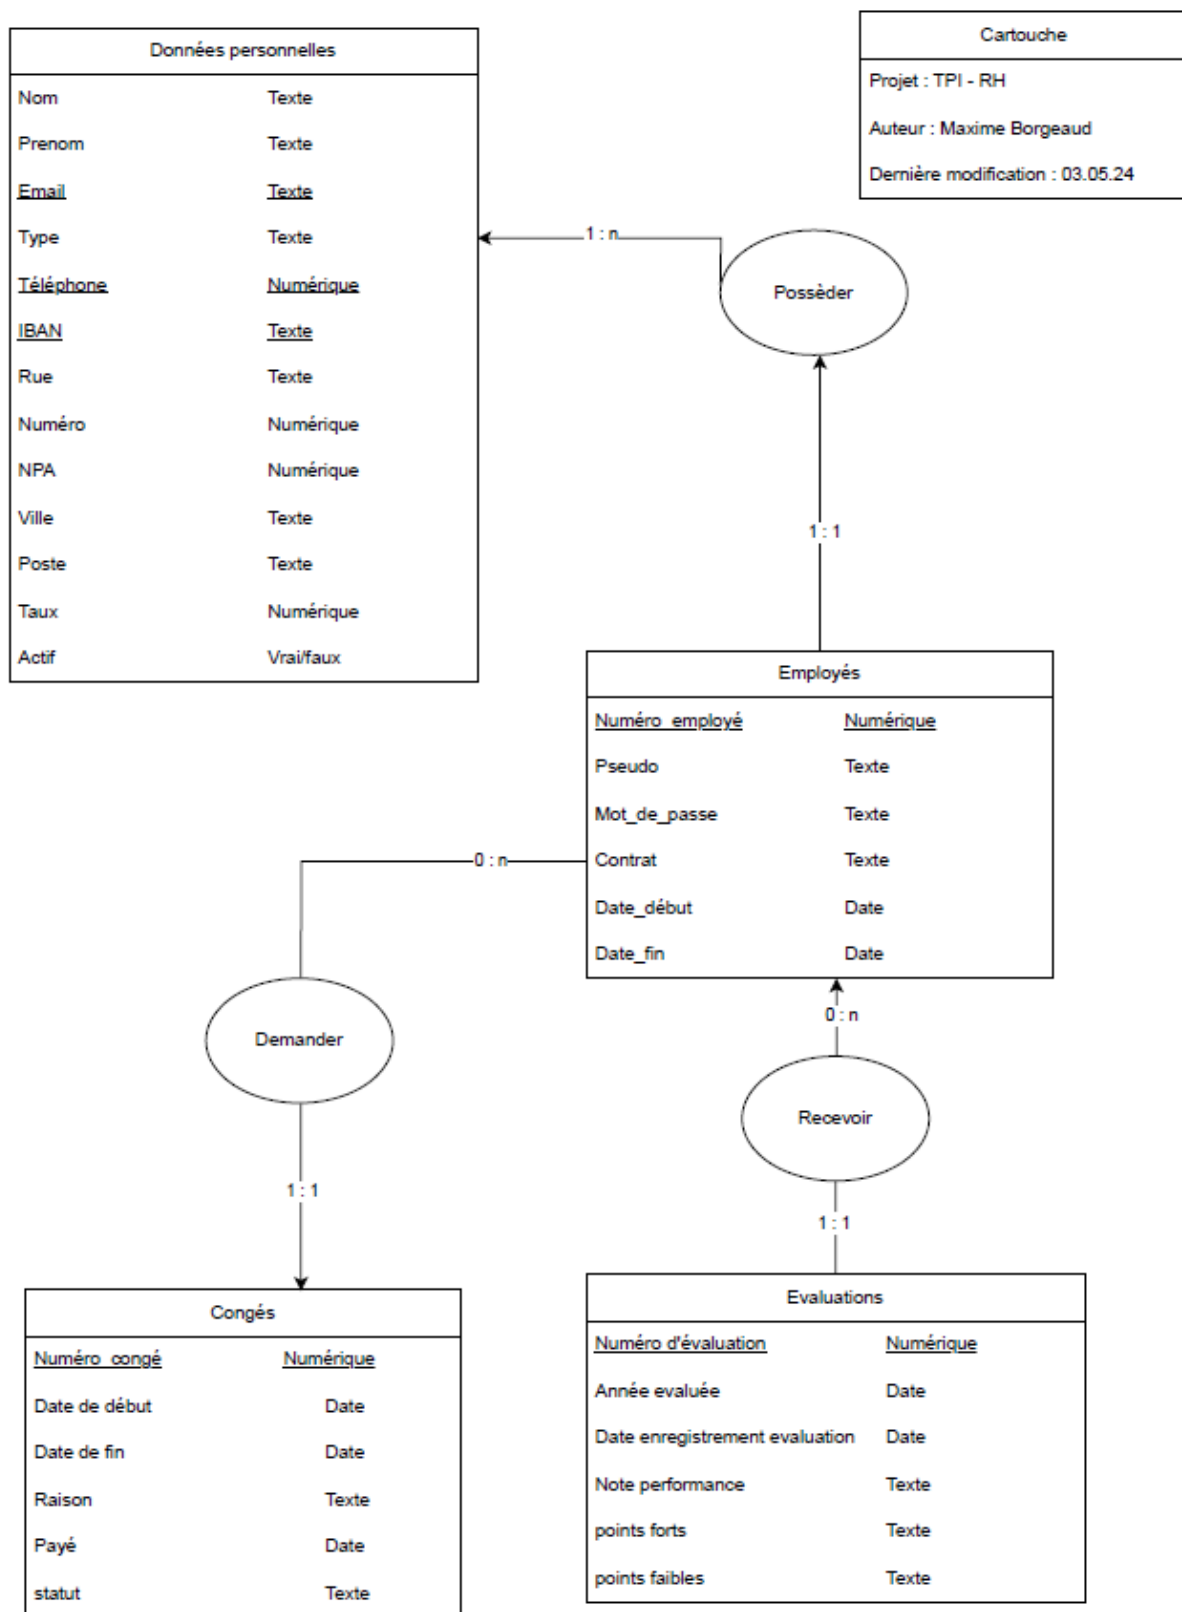 Données personnelles
Nom Texte
Prenom Texte
Email Texte
Type Texte
Téléphone Numérique
IBAN Texte
Rue Texte
Numéro Numérique
NPA Numérique
Ville Texte
Poste Texte
Taux Numérique
Actif Vrai/faux
Cartouche
Projet : TPI - RH
Auteur : Maxime Borgeaud
Dernière modification : 03.05.24
1 : n
Possèder
1 : 1
Employés
Numéro_employé Numérique
Pseudo Texte
Mot_de_passe Texte
Contrat Texte
Date_début Date
Date_fin Date
0 : n
Demander
1 : 1
0 : n
Recevoir
1 : 1
Congés
Numéro_congé Numérique
Date de début Date
Date de fin Date
Raison Texte
Payé Date
statut Texte
Evaluations
Numéro d'évaluation Numérique
Année evaluée Date
Date enregistrement evaluation Date
Note performance Texte
points forts Texte
points faibles Texte